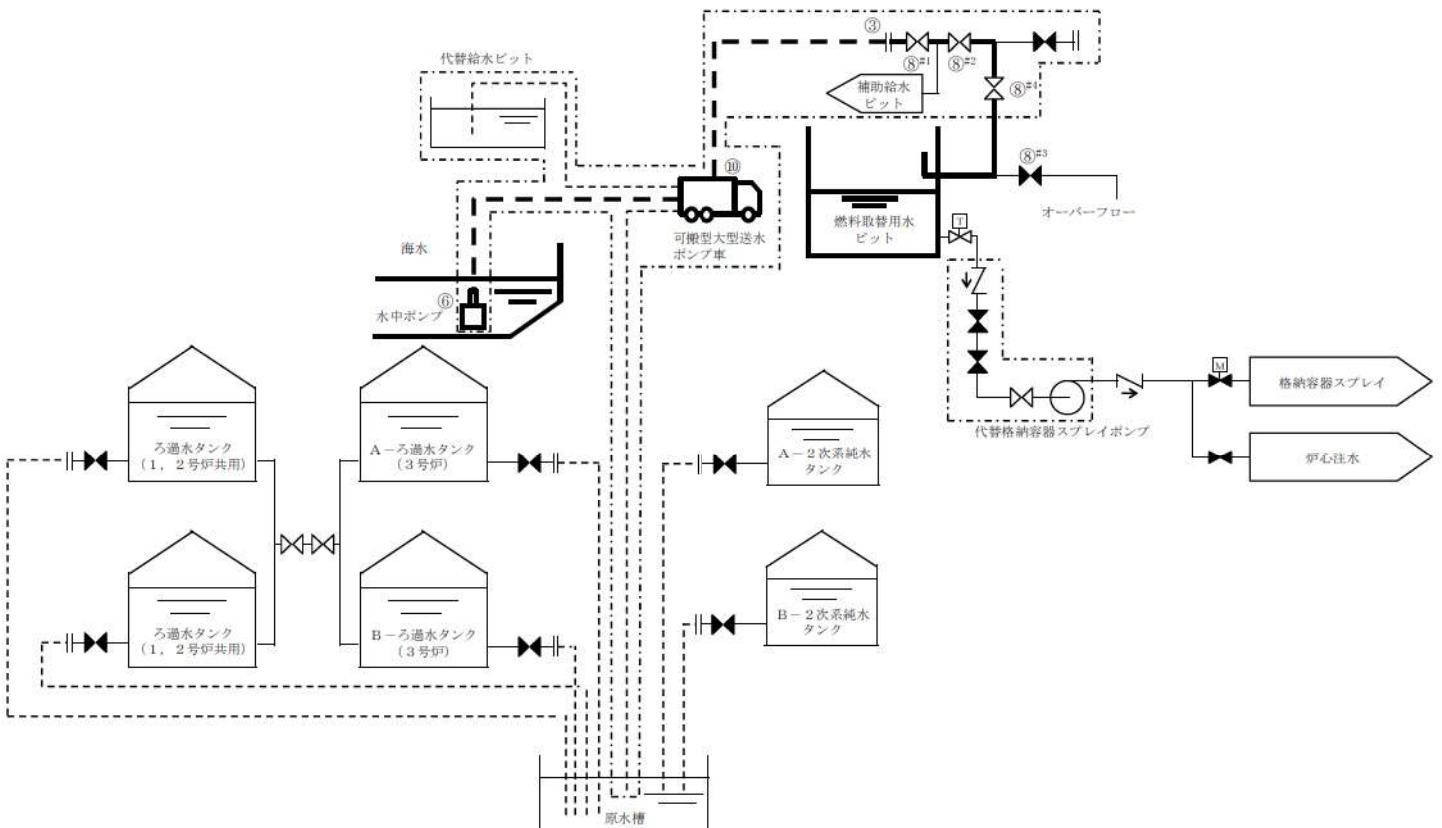 ③
代替給水ピット
⑧#1
⑧#2
補助給水
ピット
⑧#4
⑩
⑧#3
オーバーフロー
燃料取替用水
ピット
可搬型大型送水
ポンプ車
T
海水
⑥
水中ポンプ
M
格納容器スプレイ
代替格納容器スプレイポンプ
炉心注水
ろ過水タンク
(1,2号炉共用)
A-ろ過水タンク
(3号炉)
A-2次系純水
タンク
ろ過水タンク
(1,2号炉共用)
B-ろ過水タンク
(3号炉)
B-2次系純水
タンク
原水槽